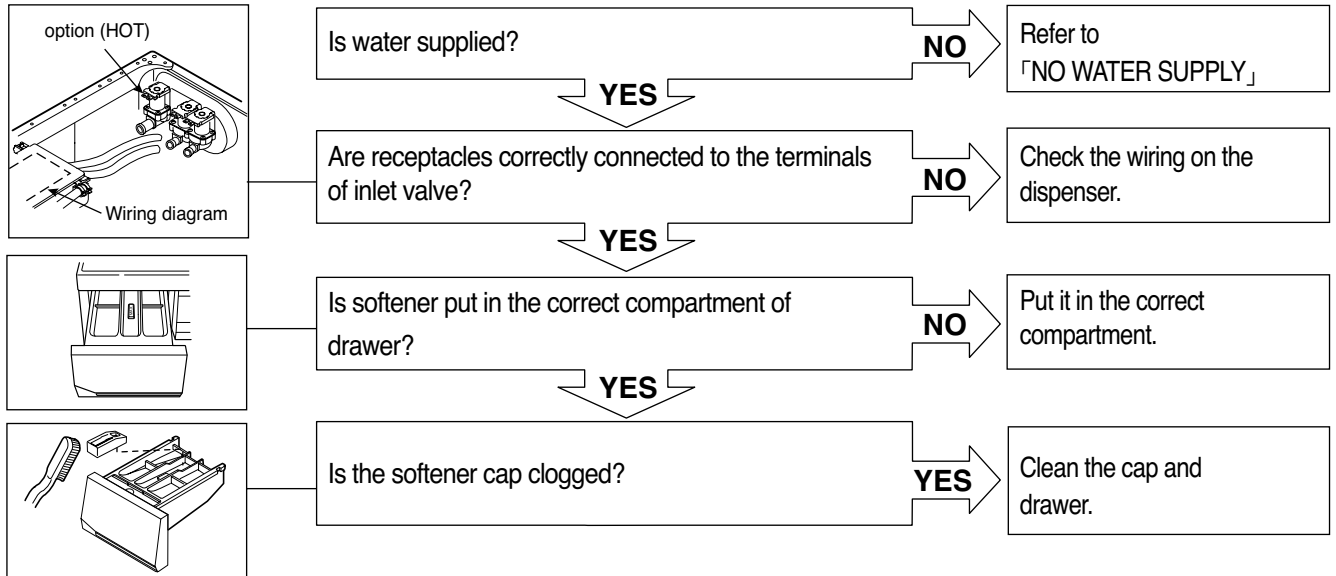 option (HOT)
Wiring diagram
Is water supplied?
NO
Refer to
「NO WATER SUPPLY」
YES
Are receptacles correctly connected to the terminals
of inlet valve?
NO
Check the wiring on the
dispenser.
YES
Is softener put in the correct compartment of
drawer?
NO
Put it in the correct
compartment.
YES
Is the softener cap clogged?
YES
Clean the cap and
drawer.